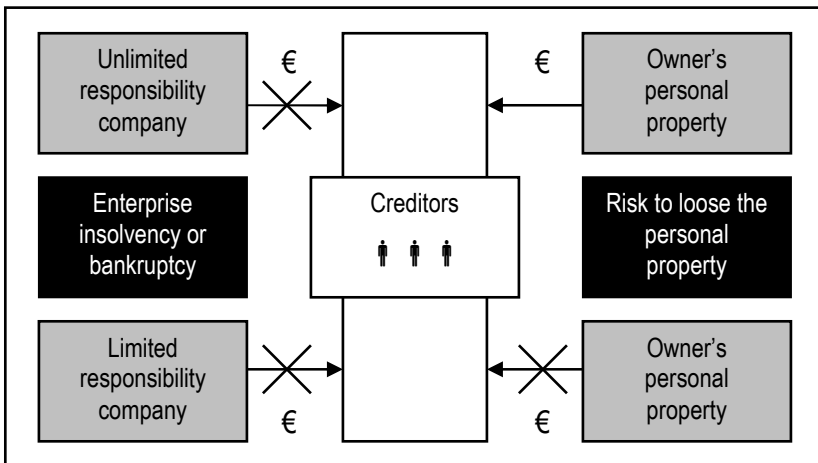 Unlimited
responsibility
company
€
€
Owner's
personal
property
Enterprise
insolvency or
bankruptcy
Creditors
Risk to loose the
personal
property
Limited
responsibility
company
€
€
Owner's
personal
property